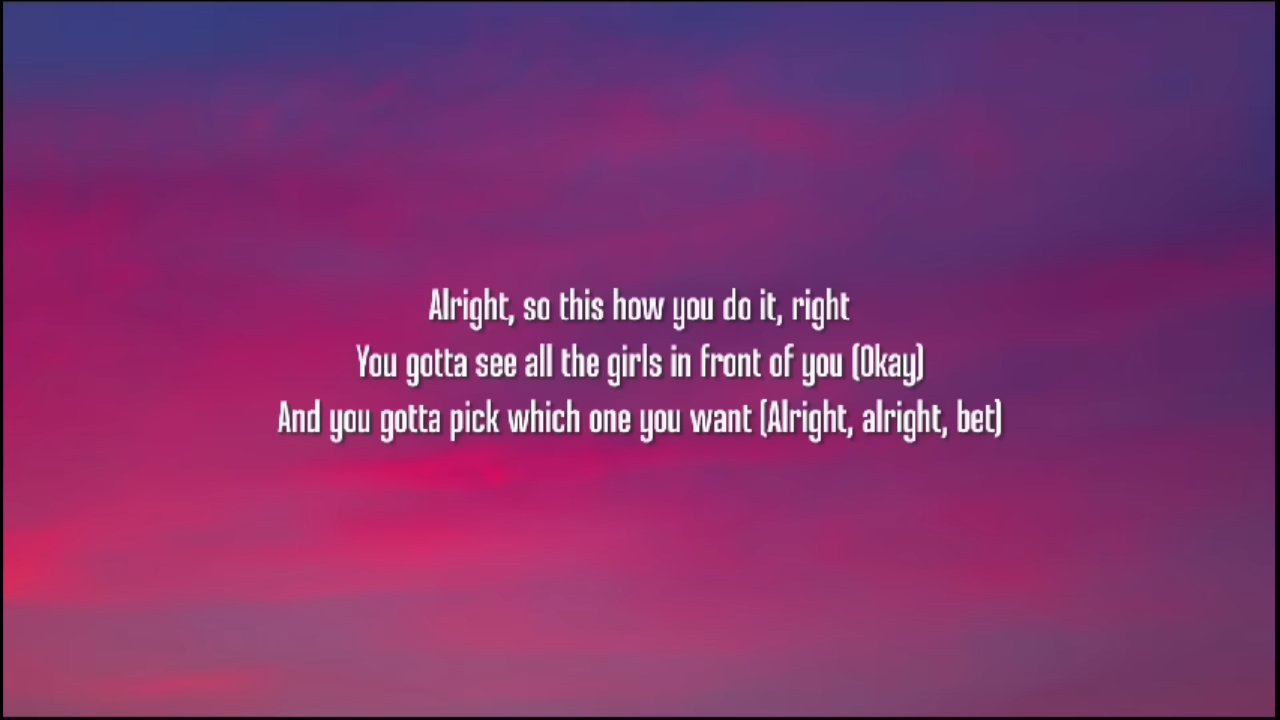 Alright, so this how you do it, right
You gotta see all the girls in front of you (Okay)
And you gotta pick which one you want (Alright, alright, bet)